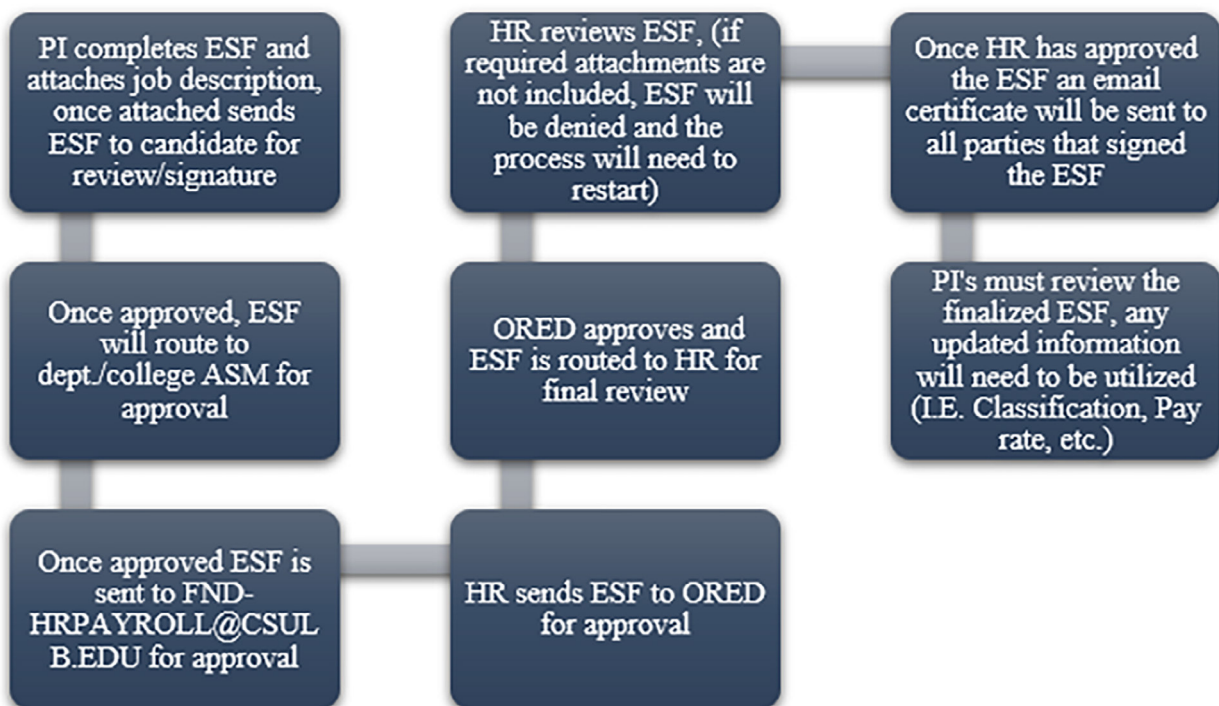 PI completes ESF and
attaches job description,
once attached sends
ESF to candidate for
review/signature
Once approved, ESF
will route to
dept./college ASM for
approval
Once approved ESF is
sent to FND-
HRPAYROLL@CSUL
B.EDU for approval
HR sends ESF to ORED
for approval
ORED approves and
ESF is routed to HR for
final review
HR reviews ESF, (if
required attachments are
not included, ESF will
be denied and the
process will need to
restart)
Once HR has approved
the ESF an email
certificate will be sent to
all parties that signed
the ESF
PI's must review the
finalized ESF, any
updated information
will need to be utilized
(I.E. Classification, Pay
rate, etc.)